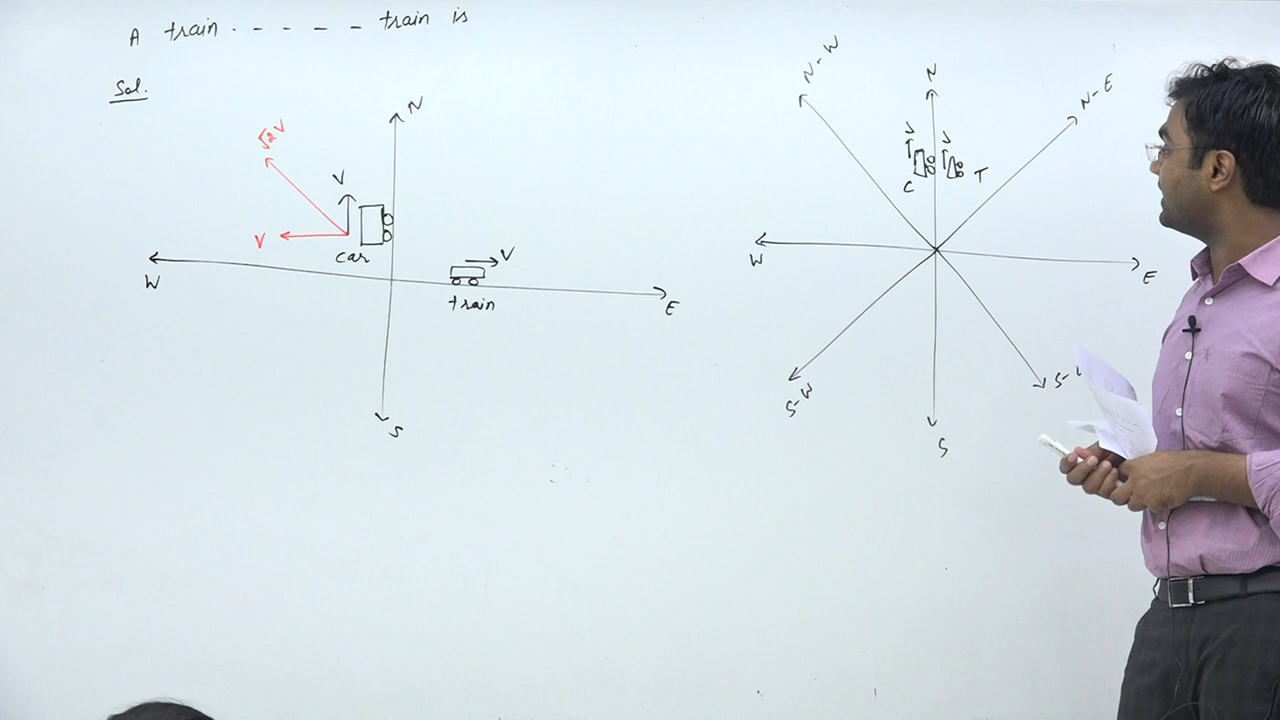 A train - - - - - train is
Sol.
N
√2 V
V
V
car
W
V
train
E
S
N-W
N
N-E
V
V
C
T
W
E
S-W
S